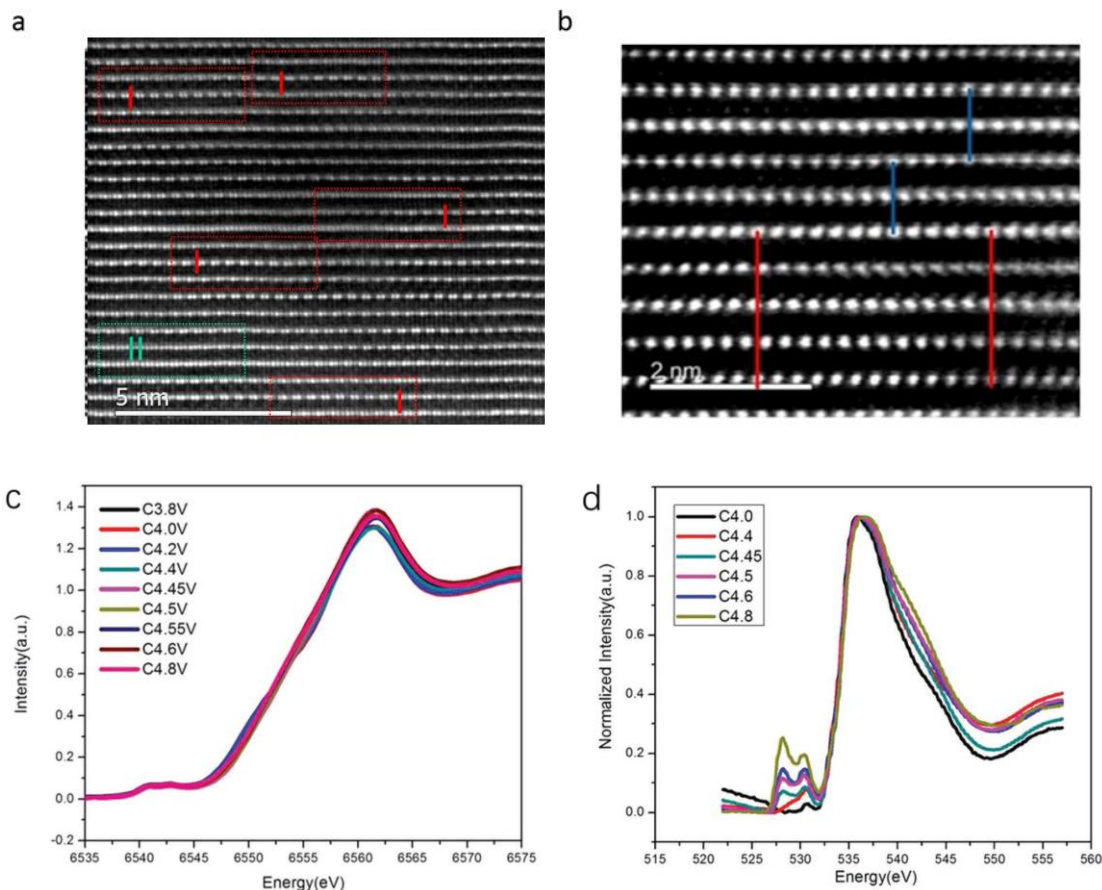 a
b
5 nm
2 nm
c
C3.8V
C4.0V
C4.2V
C4.4V
C4.45V
C4.5V
C4.55V
C4.6V
C4.8V
Intensity(a.u.)
1.4
1.2
1.0
0.8
0.6
0.4
0.2
0.0
-0.2
6535 6540 6545 6550 6555 6560 6565 6570 6575
Energy(eV)
d
C4.0
C4.4
C4.45
C4.5
C4.6
C4.8
Normalized Intensity(a.u.)
1.0
0.8
0.6
0.4
0.2
0.0
515 520 525 530 535 540 545 550 555 560
Energy(eV)